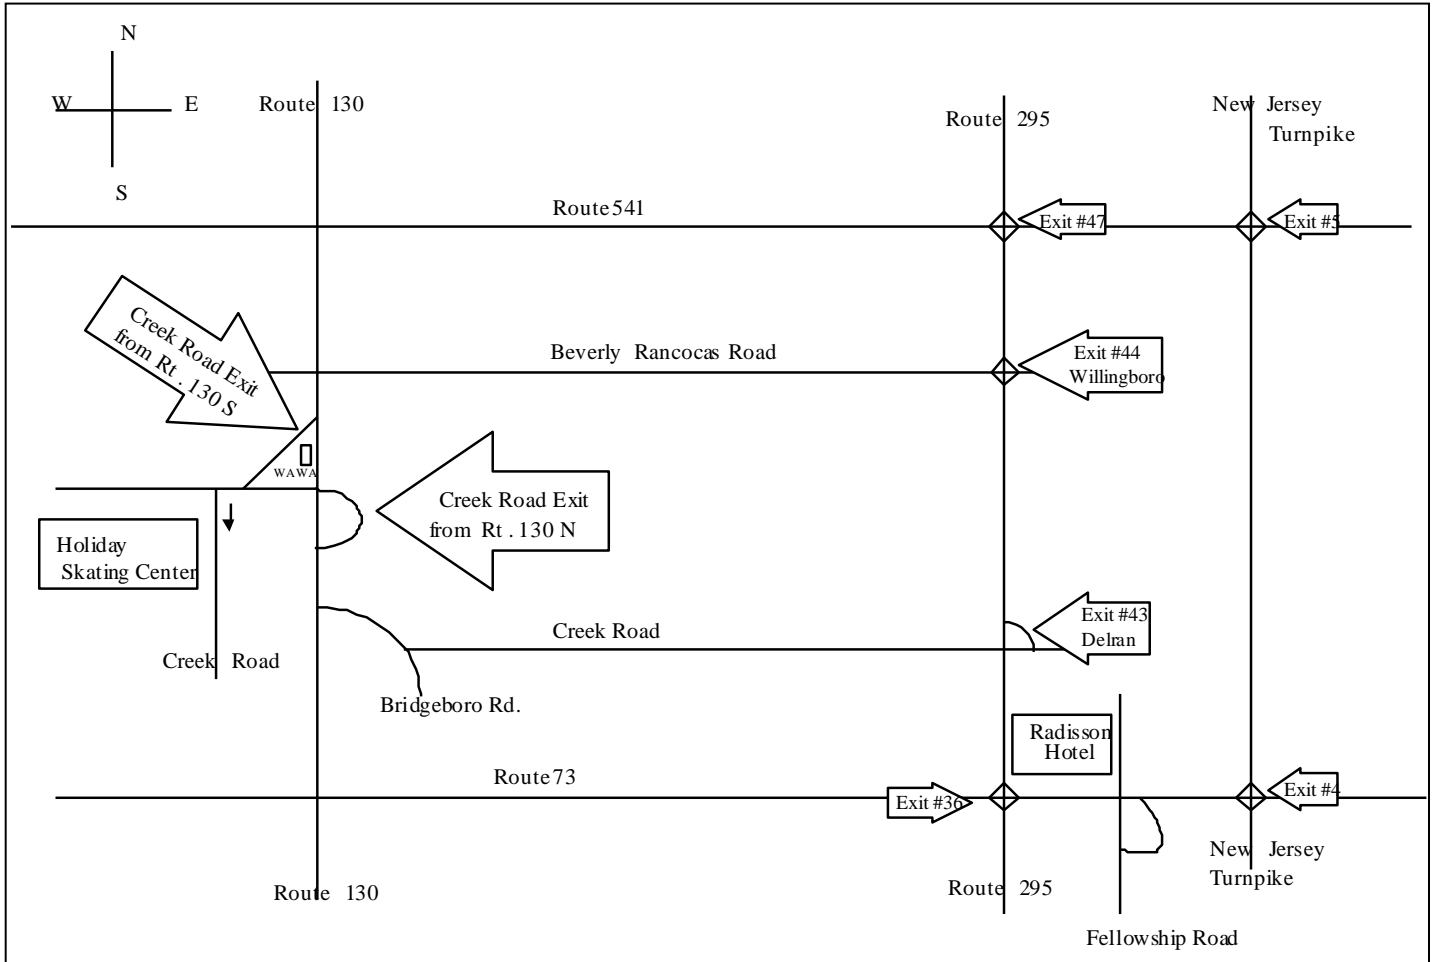 N
W E
S
Route 130
Route 295
New Jersey
Turnpike
Route 541
Exit #47
Exit #5
Creek Road Exit
from Rt. 130 S
Beverly Rancocas Road
Exit #44
Willingboro
WAWA
Creek Road Exit
from Rt. 130 N
Holiday
Skating Center
Creek Road
Creek Road
Exit #43
Delran
Bridgeboro Rd.
Radisson
Hotel
Route 73
Exit #36
Exit #4
New Jersey
Turnpike
Route 130
Route 295
Fellowship Road